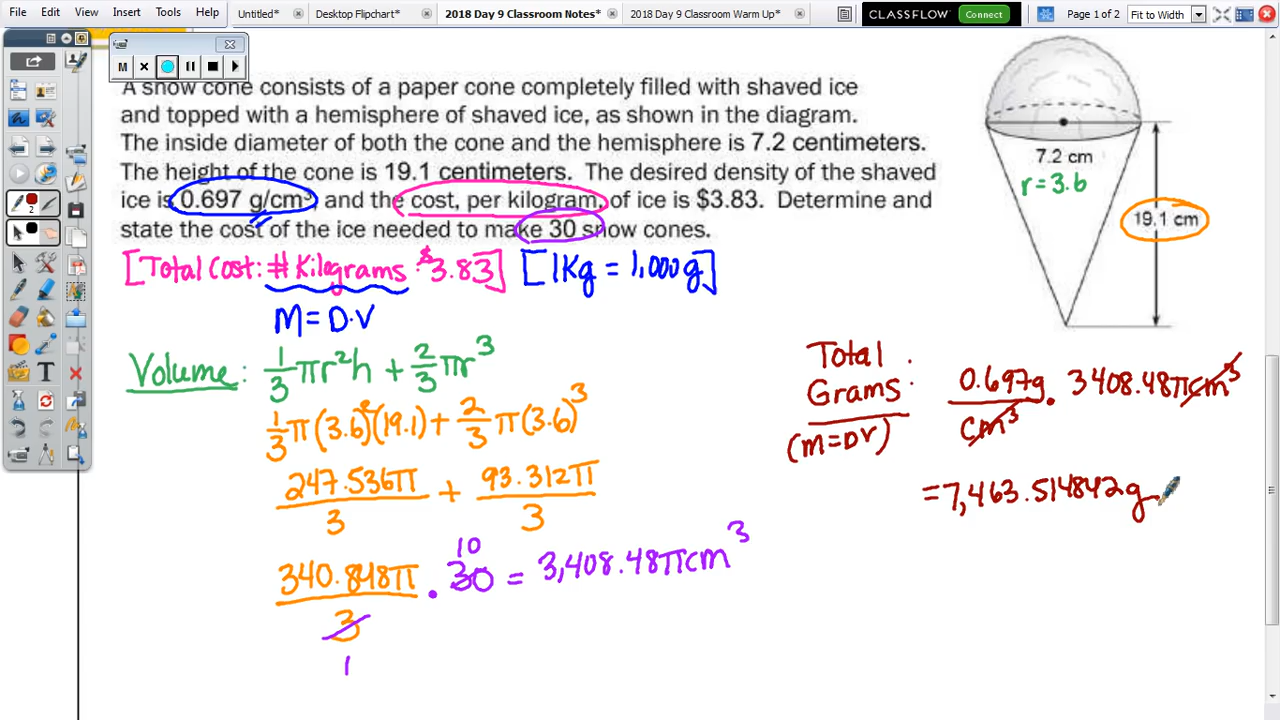 File Edit View Insert Tools Help
Untitled* Desktop Flipchart* 2018 Day 9 Classroom Notes* 2018 Day 9 Classroom Warm Up*
CLASSFLOW Connect
Page 1 of 2 Fit to Width
M
2
T
A snow cone consists of a paper cone completely filled with shaved ice
and topped with a hemisphere of shaved ice, as shown in the diagram.
The inside diameter of both the cone and the hemisphere is 7.2 centimeters.
The height of the cone is 19.1 centimeters. The desired density of the shaved
ice is 0.697 g/cm³, and the cost, per kilogram, of ice is $3.83. Determine and
state the cost of the ice needed to make 30 snow cones.
7.2 cm
r = 3.6
19.1 cm
[Total Cost: # Kilograms · $3.83] [1Kg = 1,000g]
M = D·V
Volume: 1/3 πr²h + 2/3 πr³
1/3 π(3.6)²(19.1) + 2/3 π(3.6)³
247.536π/3 + 93.312π/3
10
340.848π/3 · 30 = 3,408.48πcm³
1
Total
Grams:
(M=DV)
0.697g/cm³ · 3408.48πcm³
= 7,463.514842g